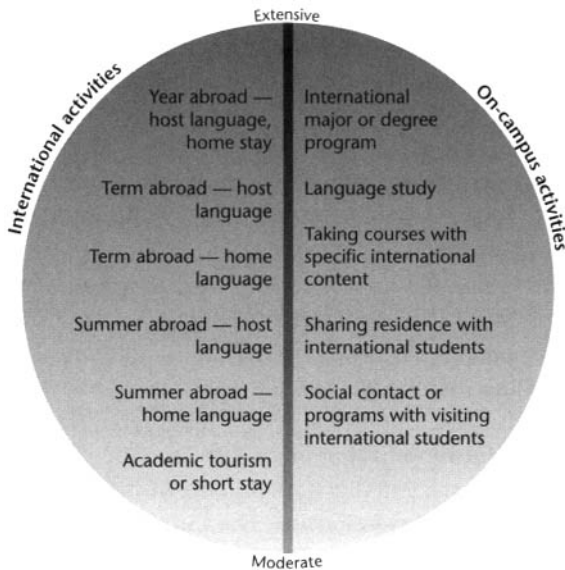 Extensive
International activities
On-campus activities
Year abroad —
host language,
home stay
Term abroad — host
language
Term abroad — home
language
Summer abroad — host
language
Summer abroad —
home language
Academic tourism
or short stay
International
major or degree
program
Language study
Taking courses with
specific international
content
Sharing residence with
international students
Social contact or
programs with visiting
international students
Moderate